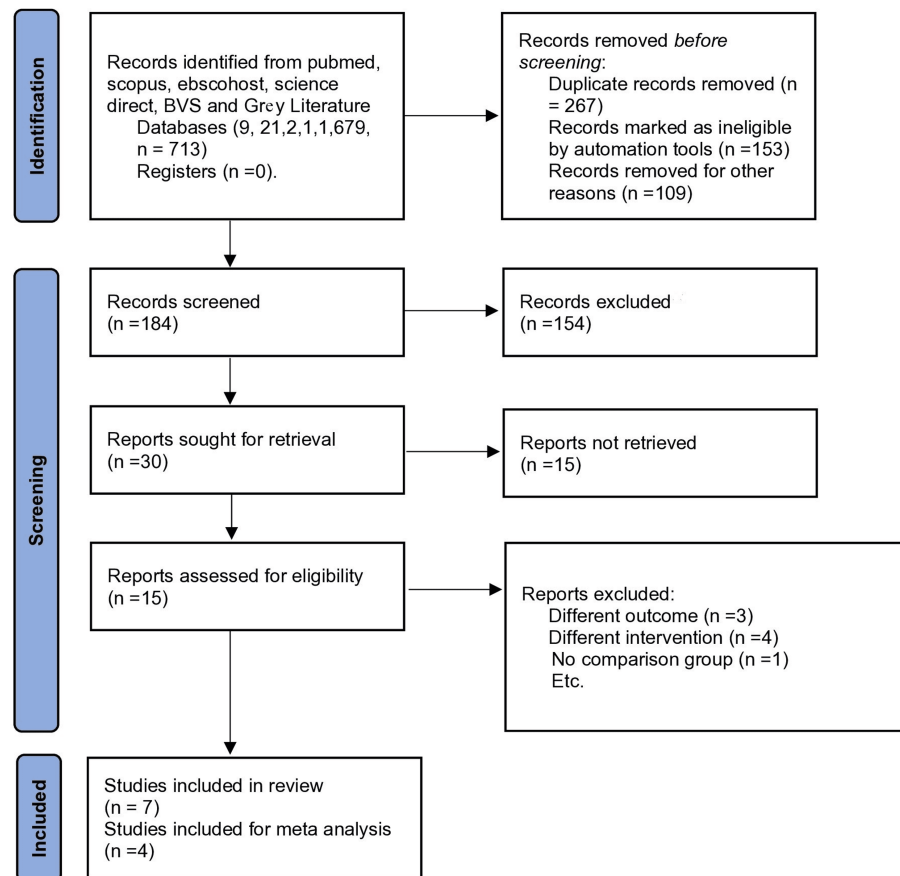 Identification
Records identified from pubmed,
scopus, ebscohost, science
direct, BVS and Grey Literature
Databases (9, 21,2,1,1,679,
n = 713)
Registers (n =0).
Records removed before
screening:
Duplicate records removed (n
= 267)
Records marked as ineligible
by automation tools (n =153)
Records removed for other
reasons (n =109)
Screening
Records screened
(n =184)
Records excluded
(n =154)
Reports sought for retrieval
(n =30)
Reports not retrieved
(n =15)
Reports assessed for eligibility
(n =15)
Reports excluded:
Different outcome (n =3)
Different intervention (n =4)
No comparison group (n =1)
Etc.
Included
Studies included in review
(n = 7)
Studies included for meta analysis
(n =4)